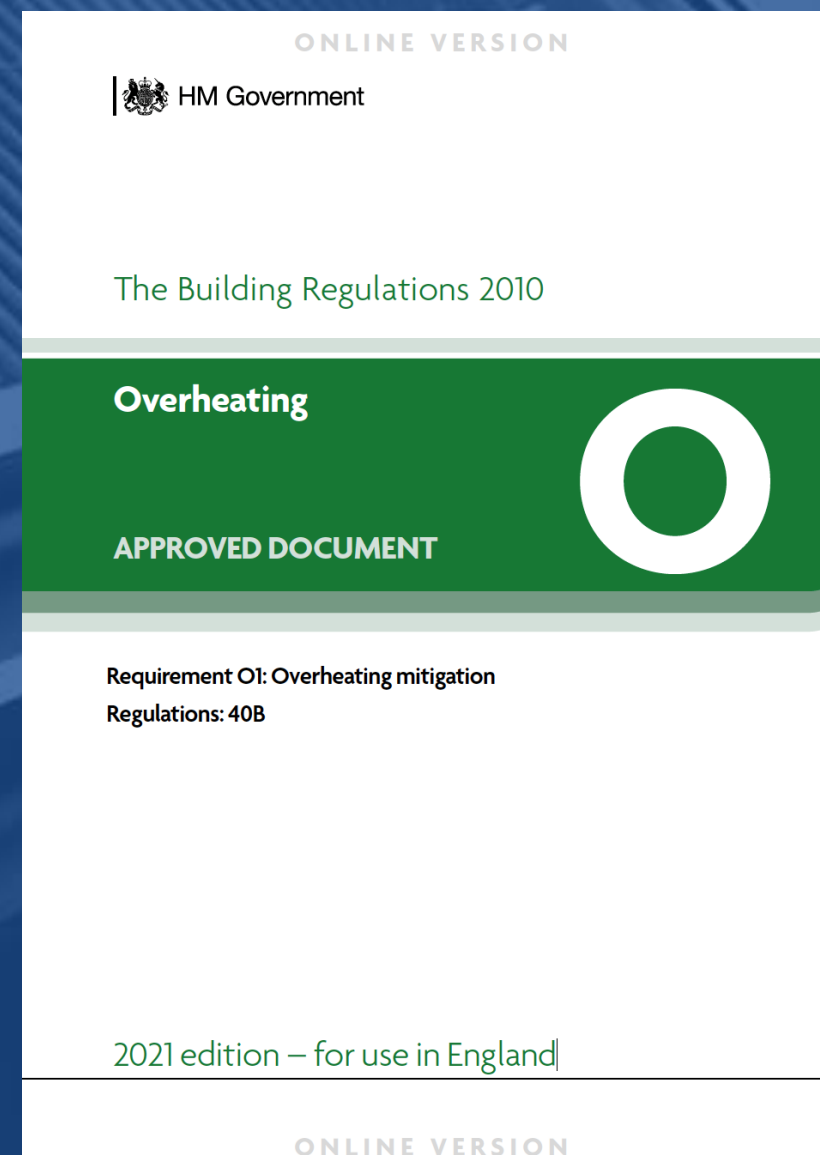 ONLINE VERSION
HM Government
The Building Regulations 2010
Overheating
O
APPROVED DOCUMENT
Requirement O1: Overheating mitigation
Regulations: 40B
2021 edition – for use in England
ONLINE VERSION